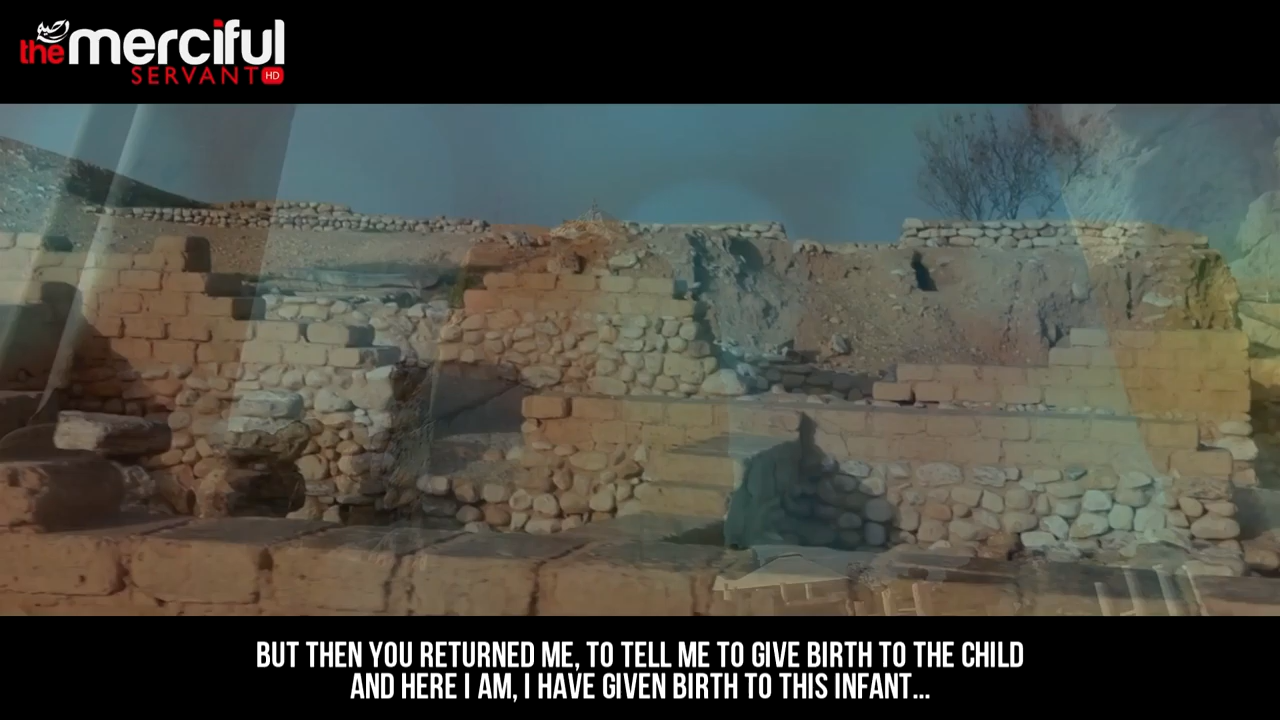 the merciful
SERVANT HD
BUT THEN YOU RETURNED ME, TO TELL ME TO GIVE BIRTH TO THE CHILD
AND HERE I AM, I HAVE GIVEN BIRTH TO THIS INFANT...